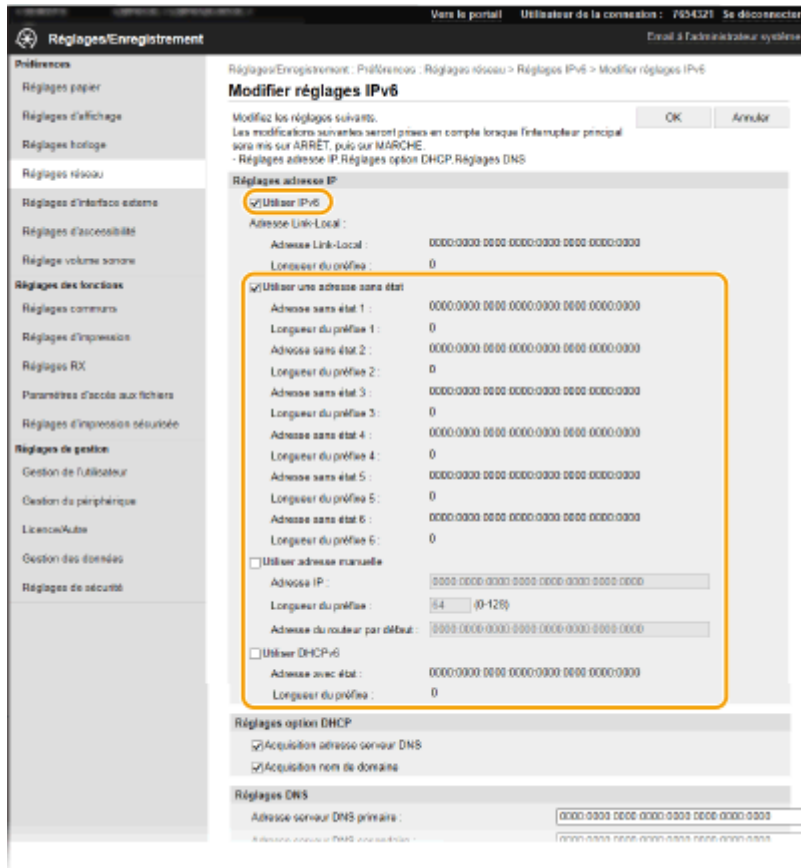 Vers le portail Utilisateur de la connexion : 7654321 Se déconnecter
Réglages/Enregistrement
Email à l'administrateur système
Préférences
Réglages papier
Réglages d'affichage
Réglages horloge
Réglages réseau
Réglages d'interface externe
Réglages d'accessibilité
Réglage volume sonore
Réglages des fonctions
Réglages communs
Réglages d'impression
Réglages RX
Paramètres d'accès aux fichiers
Réglages d'impression sécurisée
Réglages de gestion
Gestion de l'utilisateur
Gestion du périphérique
Licence/Autre
Gestion des données
Réglages de sécurité
Réglages/Enregistrement : Préférences : Réglages réseau > Réglages IPv6 > Modifier réglages IPv6
Modifier réglages IPv6
Modifiez les réglages suivants.
Les modifications suivantes seront prises en compte lorsque l'interrupteur principal
sera mis sur ARRÊT, puis sur MARCHE.
- Réglages adresse IP,Réglages option DHCP,Réglages DNS
OK Annuler
Réglages adresse IP
Utiliser IPv6
Adresse Link-Local :
Adresse Link-Local : 0000:0000:0000:0000:0000:0000:0000:0000
Longueur du préfixe : 0
Utiliser une adresse sans état
Adresse sans état 1 : 0000:0000:0000:0000:0000:0000:0000:0000
Longueur du préfixe 1 : 0
Adresse sans état 2 : 0000:0000:0000:0000:0000:0000:0000:0000
Longueur du préfixe 2 : 0
Adresse sans état 3 : 0000:0000:0000:0000:0000:0000:0000:0000
Longueur du préfixe 3 : 0
Adresse sans état 4 : 0000:0000:0000:0000:0000:0000:0000:0000
Longueur du préfixe 4 : 0
Adresse sans état 5 : 0000:0000:0000:0000:0000:0000:0000:0000
Longueur du préfixe 5 : 0
Adresse sans état 6 : 0000:0000:0000:0000:0000:0000:0000:0000
Longueur du préfixe 6 : 0
Utiliser adresse manuelle
Adresse IP : 0000:0000:0000:0000:0000:0000:0000:0000
Longueur du préfixe : 64 (0-128)
Adresse du routeur par défaut : 0000:0000:0000:0000:0000:0000:0000:0000
Utiliser DHCPv6
Adresse avec état : 0000:0000:0000:0000:0000:0000:0000:0000
Longueur du préfixe : 0
Réglages option DHCP
Acquisition adresse serveur DNS
Acquisition nom de domaine
Réglages DNS
Adresse serveur DNS primaire : 0000:0000:0000:0000:0000:0000:0000:0000